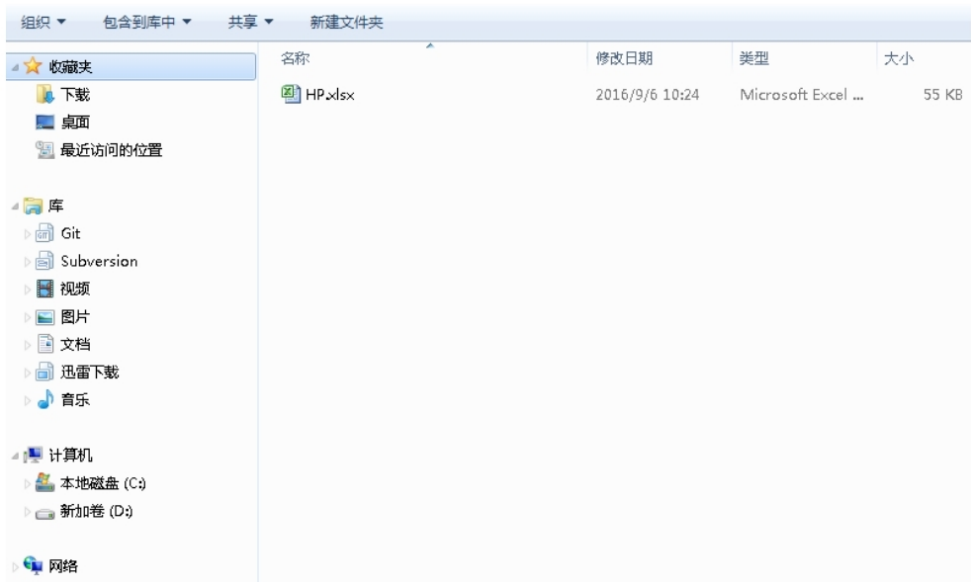 组织 包含到库中 共享 新建文件夹
收藏夹
下载
桌面
最近访问的位置
库
Git
Subversion
视频
图片
文档
迅雷下载
音乐
计算机
本地磁盘 (C:)
新加卷 (D:)
网络
名称 修改日期 类型 大小
HP.xlsx 2016/9/6 10:24 Microsoft Excel ... 55 KB